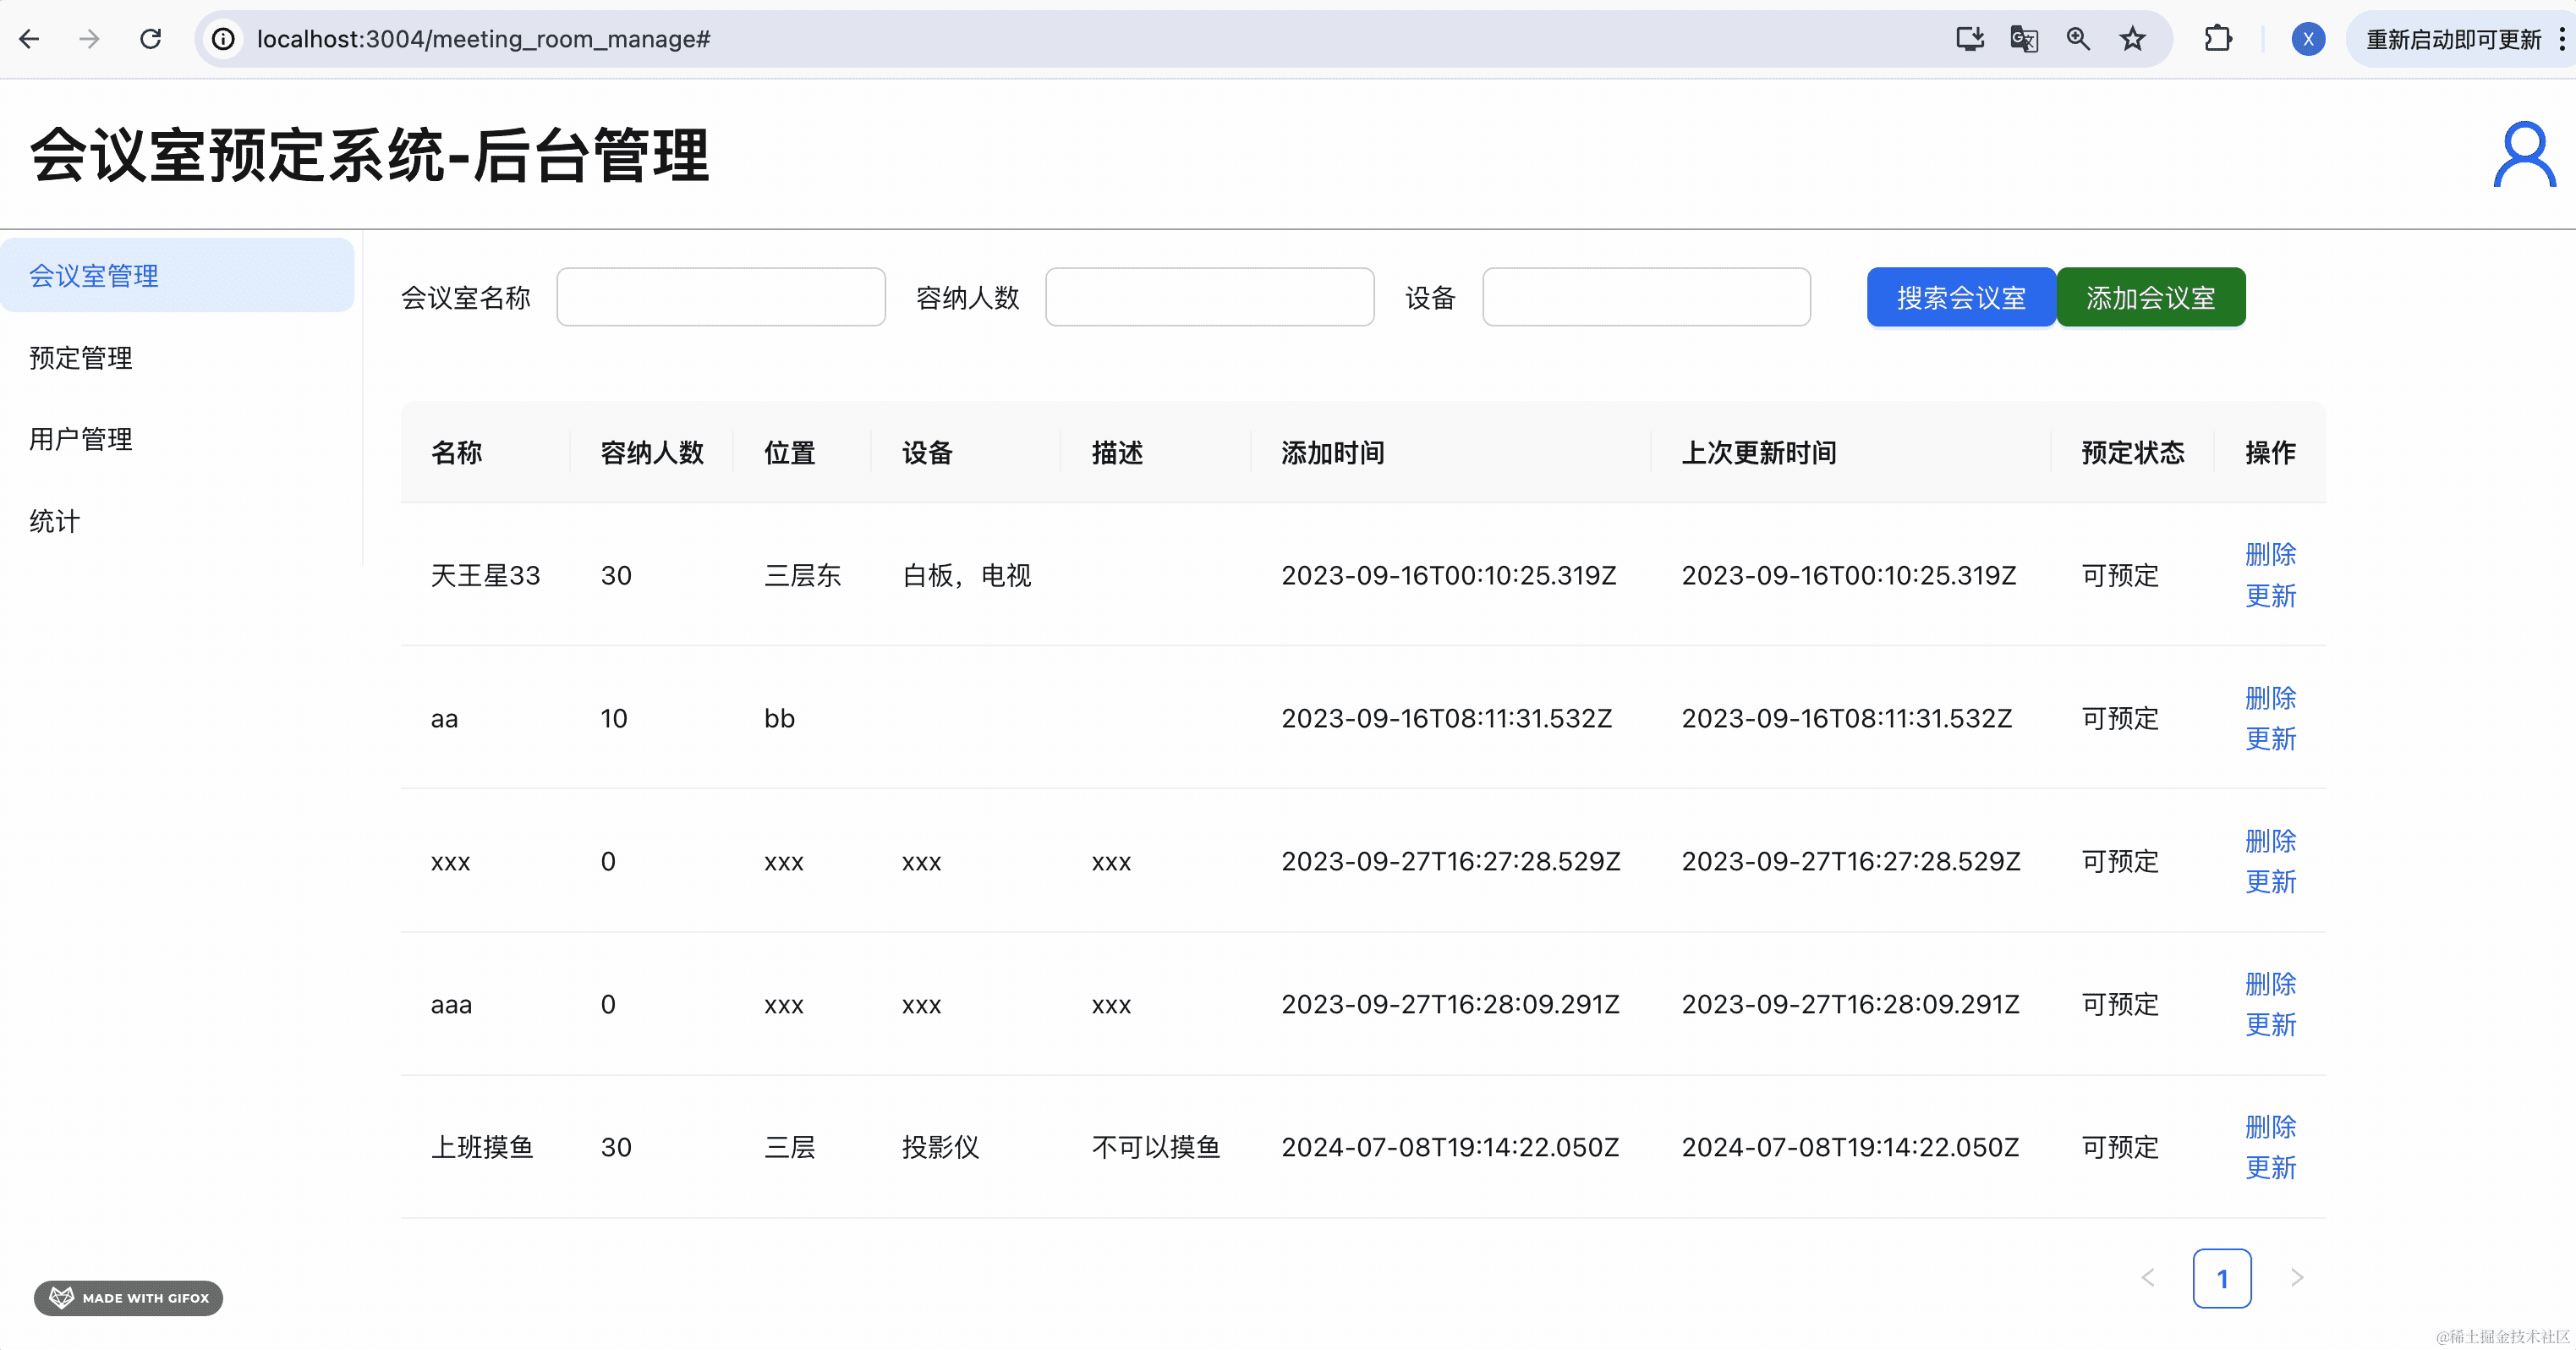 localhost:3004/meeting_room_manage#
X
重新启动即可更新
会议室预定系统-后台管理
会议室管理
预定管理
用户管理
统计
会议室名称 容纳人数 设备 搜索会议室 添加会议室
名称 容纳人数 位置 设备 描述 添加时间 上次更新时间 预定状态 操作
天王星33 30 三层东 白板，电视 2023-09-16T00:10:25.319Z 2023-09-16T00:10:25.319Z 可预定 删除
更新
aa 10 bb 2023-09-16T08:11:31.532Z 2023-09-16T08:11:31.532Z 可预定 删除
更新
xxx 0 xxx xxx xxx 2023-09-27T16:27:28.529Z 2023-09-27T16:27:28.529Z 可预定 删除
更新
aaa 0 xxx xxx xxx 2023-09-27T16:28:09.291Z 2023-09-27T16:28:09.291Z 可预定 删除
更新
上班摸鱼 30 三层 投影仪 不可以摸鱼 2024-07-08T19:14:22.050Z 2024-07-08T19:14:22.050Z 可预定 删除
更新
1
MADE WITH GIFOX
@稀土掘金技术社区